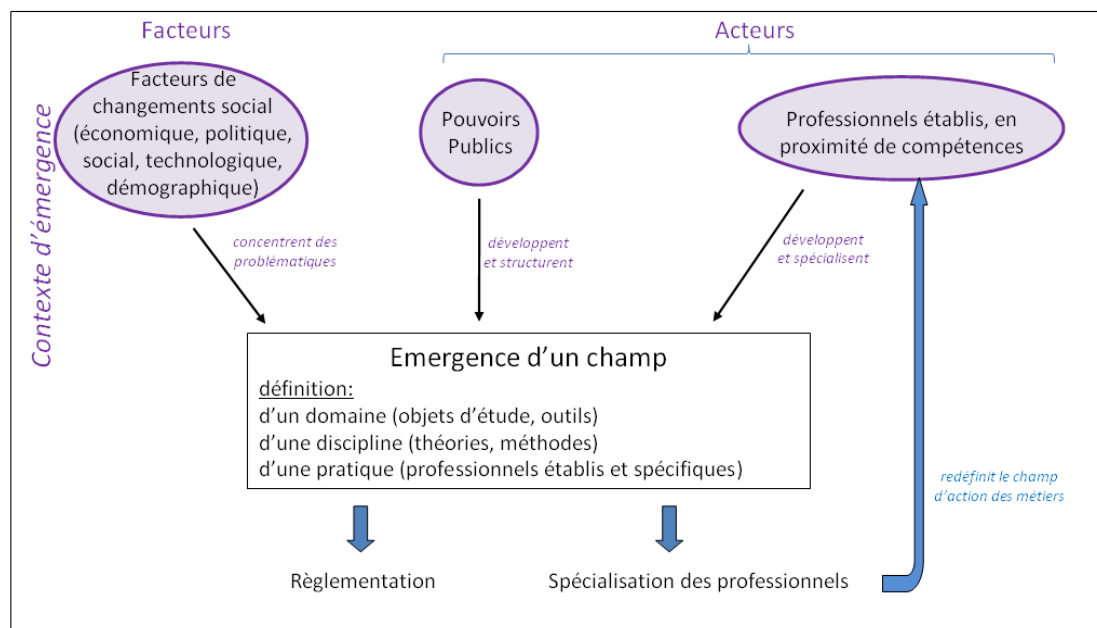 Facteurs
Acteurs
Contexte d'émergence
Facteurs de
changements social
(économique, politique,
social, technologique,
démographique)
Pouvoirs
Publics
Professionnels établis, en
proximité de compétences
concentrent des
problématiques
développent
et structurent
développent
et spécialisent
Emergence d'un champ
définition:
d'un domaine (objets d'étude, outils)
d'une discipline (théories, méthodes)
d'une pratique (professionnels établis et spécifiques)
redéfinit le champ
d'action des métiers
Règlementation
Spécialisation des professionnels